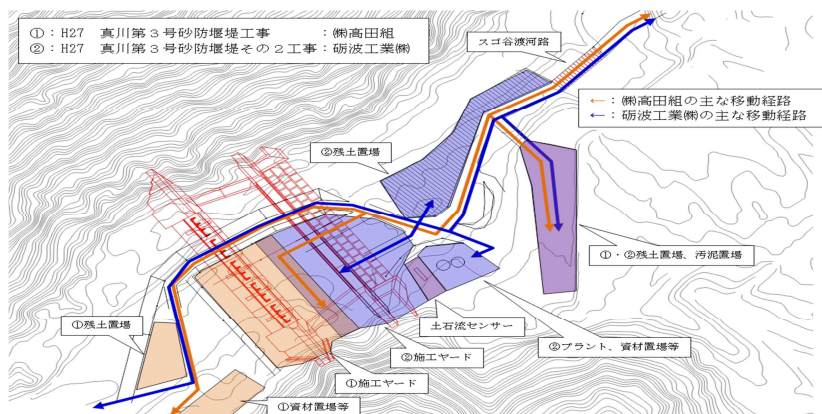 ①：H27　真川第３号砂防堰堤工事　　　：㈱高田組
②：H27　真川第３号砂防堰堤その２工事：砺波工業㈱
スゴ谷渡河路
←：㈱高田組の主な移動経路
←：砺波工業㈱の主な移動経路
②残土置場
①・②残土置場、汚泥置場
土石流センサー
①残土置場
②プラント、資材置場等
②施工ヤード
①施工ヤード
①資材置場等